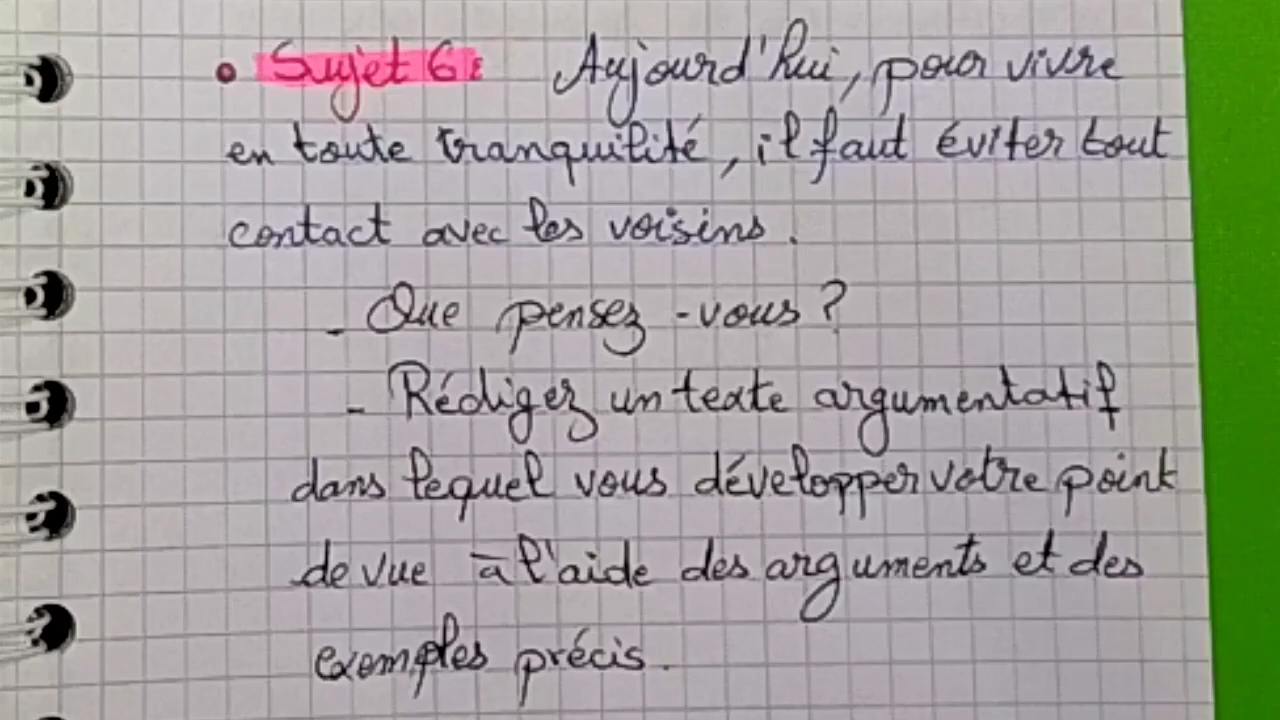 • Sujet 6: Aujourd'hui, pour vivre
en toute tranquilité, il faut éviter tout
contact avec les voisins.
- Que pensez-vous?
- Rédigez un texte argumentatif
dans lequel vous développer votre point
de vue à l'aide des arguments et des
exemples précis.